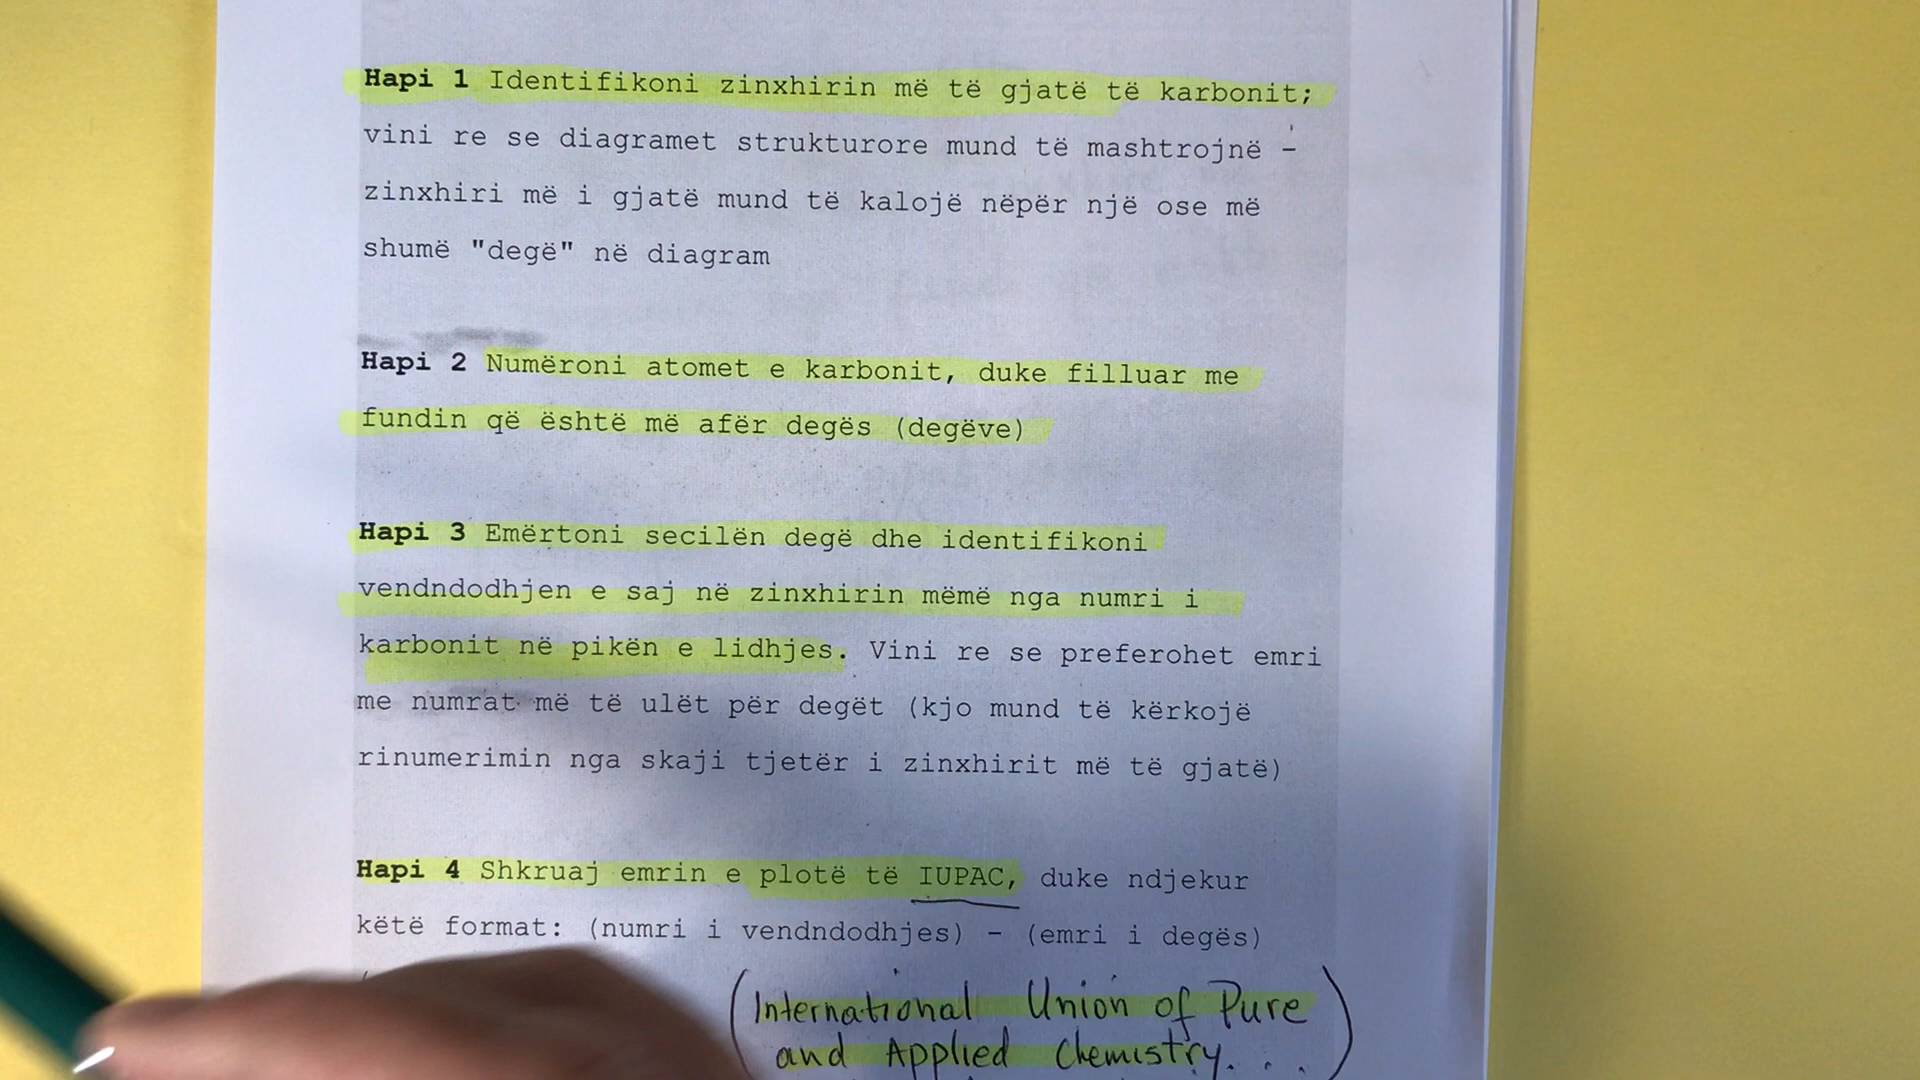 Hapi 1 Identifikoni zinxhirin më të gjatë të karbonit;
vini re se diagramet strukturore mund të mashtrojnë -
zinxhiri më i gjatë mund të kalojë nëpër një ose më
shumë "degë" në diagram
Hapi 2 Numëroni atomet e karbonit, duke filluar me
fundin që është më afër degës (degëve)
Hapi 3 Emërtoni secilën degë dhe identifikoni
vendndodhjen e saj në zinxhirin mëmë nga numri i
karbonit në pikën e lidhjes. Vini re se preferohet emri
me numrat më të ulët për degët (kjo mund të kërkojë
rinumerimin nga skaji tjetër i zinxhirit më të gjatë)
Hapi 4 Shkruaj emrin e plotë të IUPAC, duke ndjekur
këtë format: (numri i vendndodhjes) - (emri i degës)
(International Union of Pure
and Applied Chemistry...)